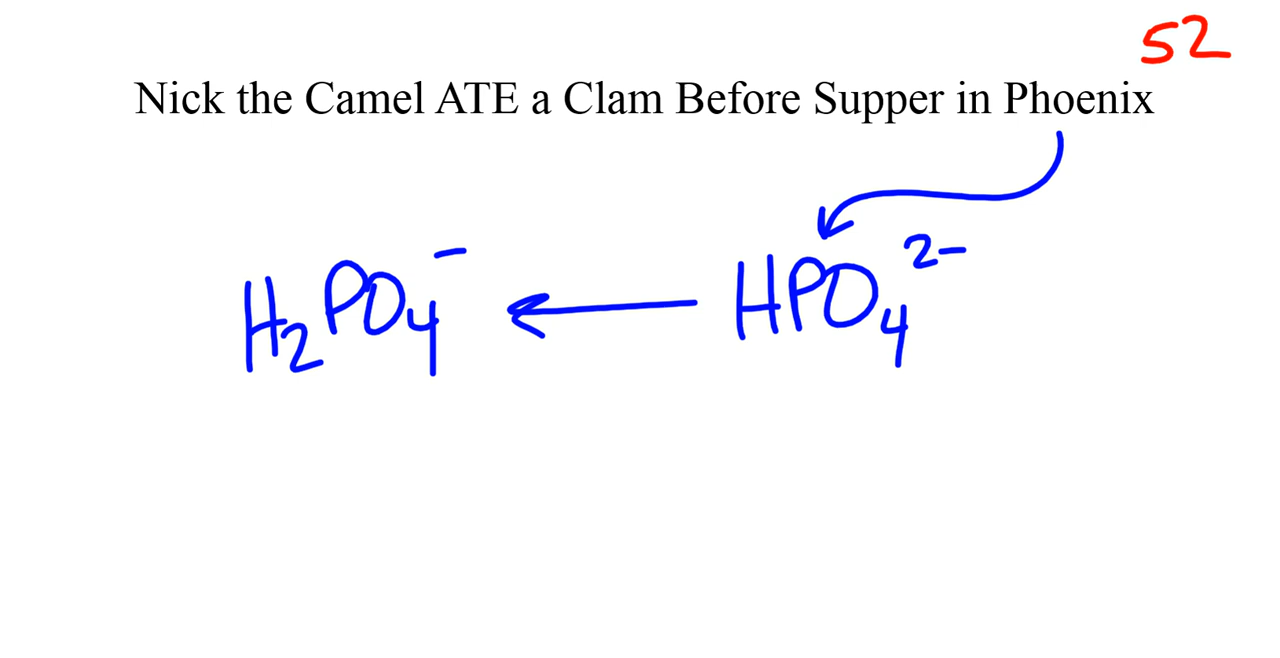 52
Nick the Camel ATE a Clam Before Supper in Phoenix
H₂PO₄⁻ ← HPO₄²⁻